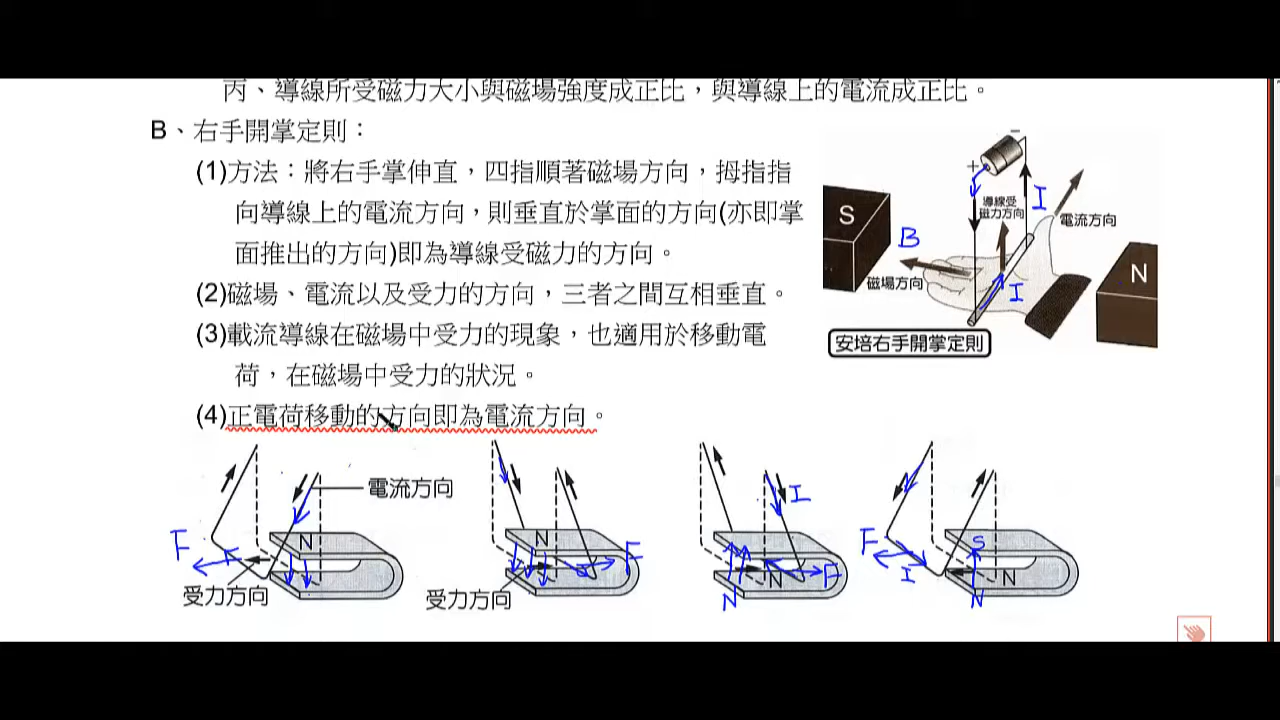 丙、導線所受磁力大小與磁場強度成正比,與導線上的電流成正比。
B、右手開掌定則:
(1)方法:將右手掌伸直,四指順著磁場方向,拇指指
向導線上的電流方向,則垂直於掌面的方向(亦即掌
面推出的方向)即為導線受磁力的方向。
(2)磁場、電流以及受力的方向,三者之間互相垂直。
(3)載流導線在磁場中受力的現象,也適用於移動電
荷,在磁場中受力的狀況。
(4)正電荷移動的方向即為電流方向。
−
+
I
導線受
磁力方向
電流方向
S
B
N
磁場方向
I
安培右手開掌定則
電流方向
F
N
受力方向
N
F
受力方向
I
N
F
N
F
I
S
N
N